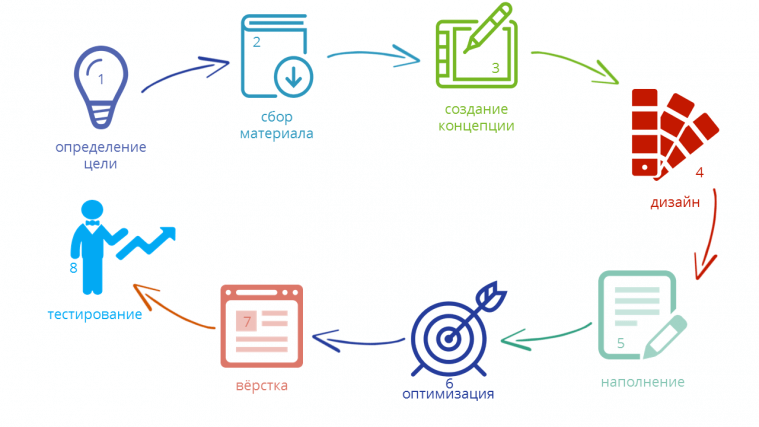 1
определение
цели
2
сбор
материала
3
создание
концепции
4
дизайн
5
наполнение
6
оптимизация
7
вёрстка
8
тестирование